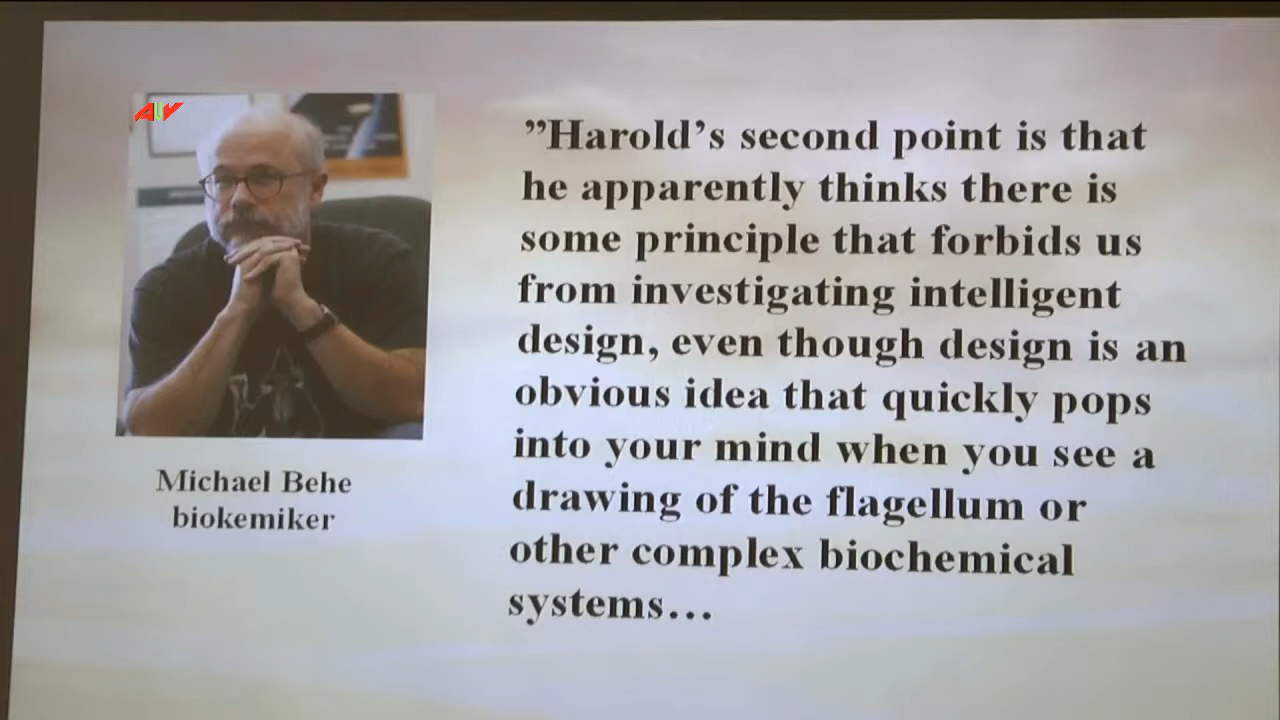 AtV
Michael Behe
biokemiker
”Harold’s second point is that
he apparently thinks there is
some principle that forbids us
from investigating intelligent
design, even though design is an
obvious idea that quickly pops
into your mind when you see a
drawing of the flagellum or
other complex biochemical
systems…